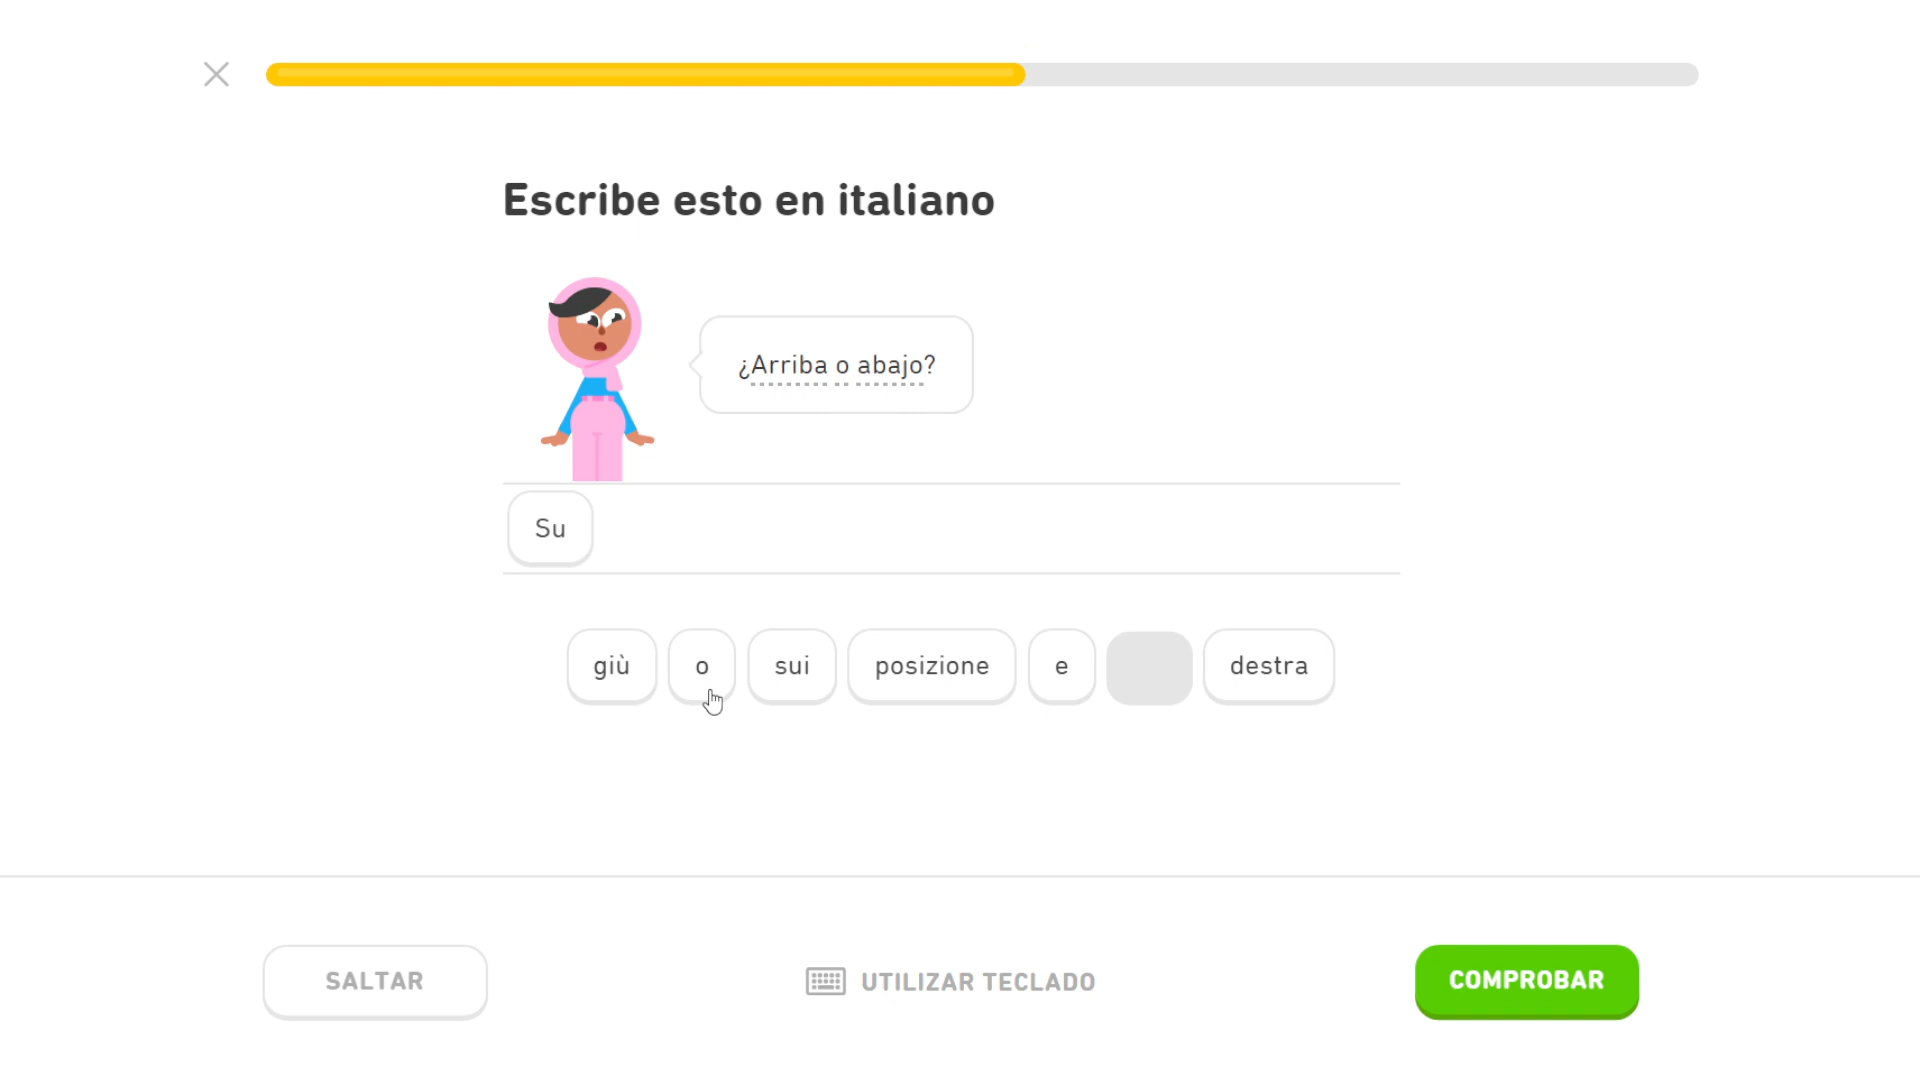 Escribe esto en italiano
¿Arriba o abajo?
Su
giù o sui posizione e destra
SALTAR UTILIZAR TECLADO COMPROBAR